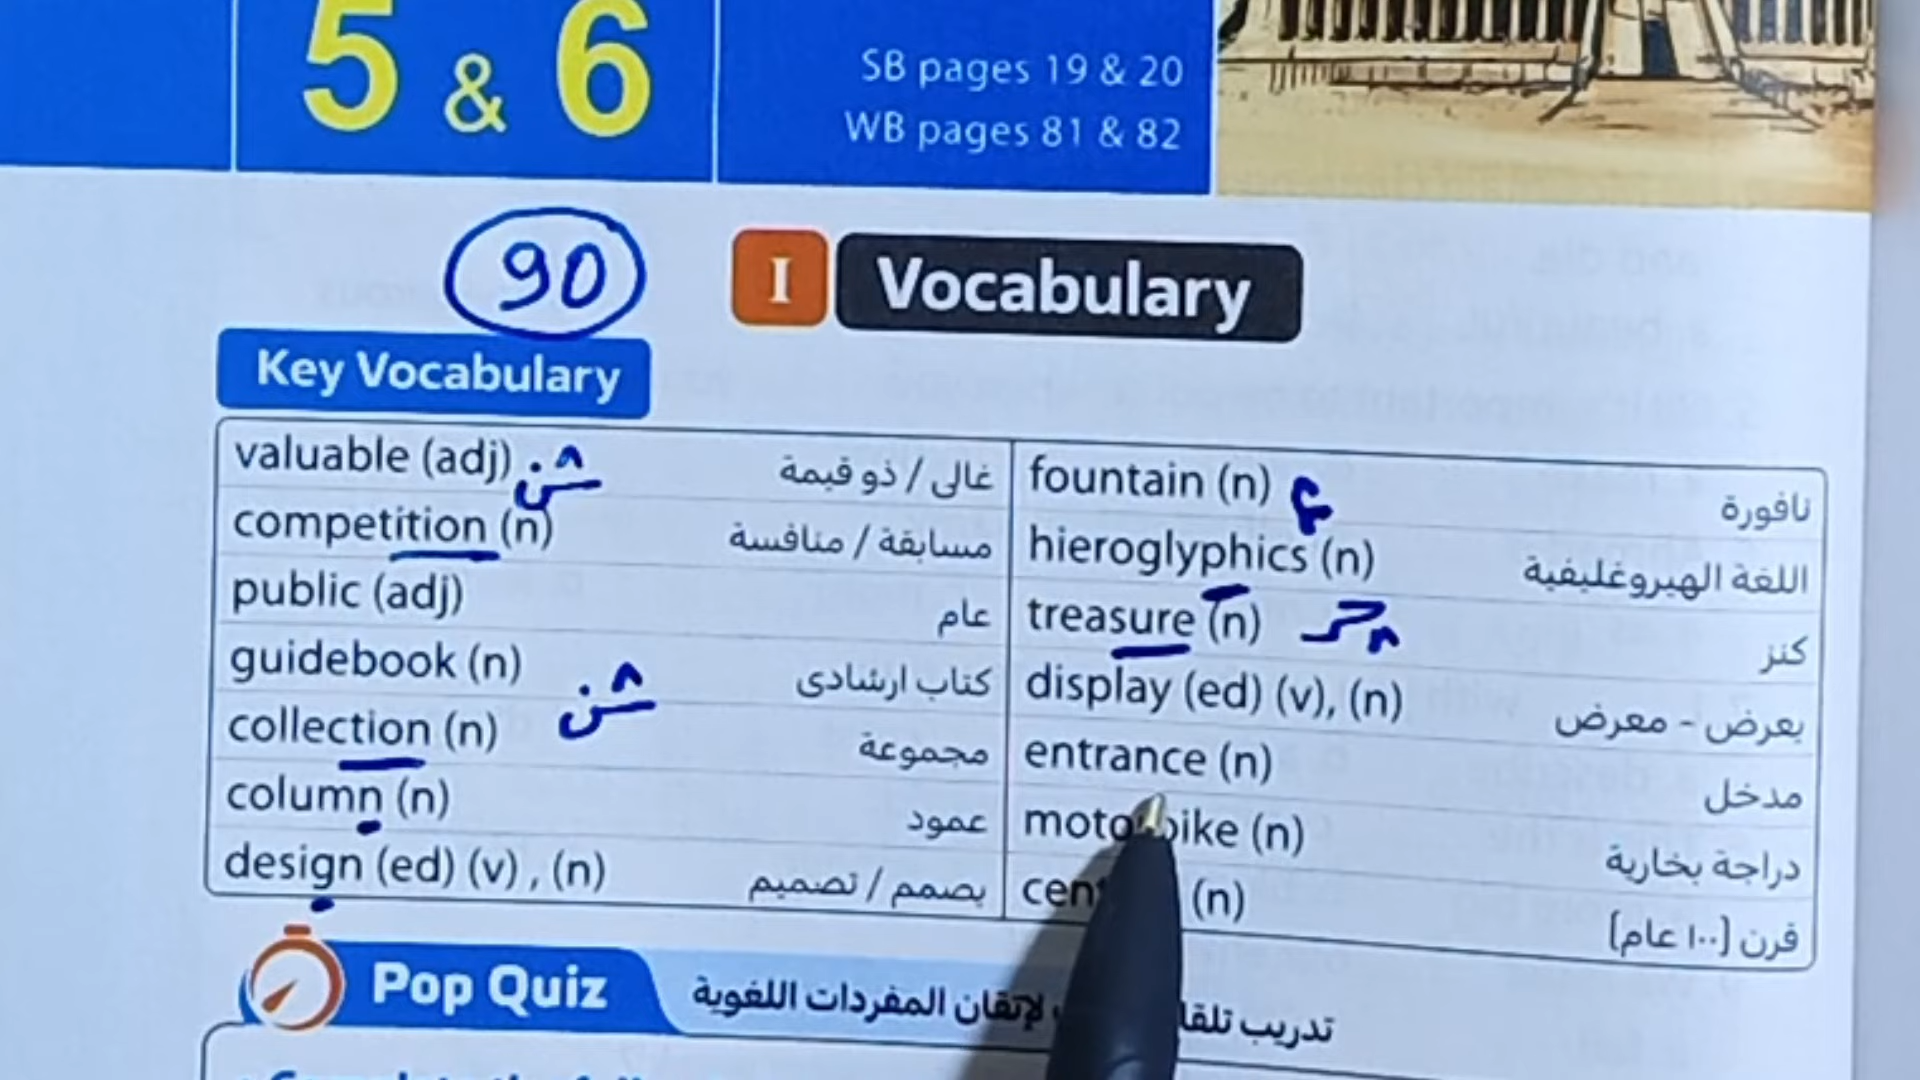 5 & 6
SB pages 19 & 20
WB pages 81 & 82
90
I Vocabulary
Key Vocabulary
valuable (adj) غالى / ذو قيمة
competition (n) مسابقة / منافسة
public (adj) عام
guidebook (n) كتاب ارشادى
collection (n) مجموعة
column (n) عمود
design (ed) (v) , (n) يصمم / تصميم
fountain (n) نافورة
hieroglyphics (n) اللغة الهيروغليفية
treasure (n) كنز
display (ed) (v), (n) يعرض - معرض
entrance (n) مدخل
(n) دراجة بخارية
(n) قرن [١٠٠ عام]
Pop Quiz
تدريب لإتقان المفردات اللغوية